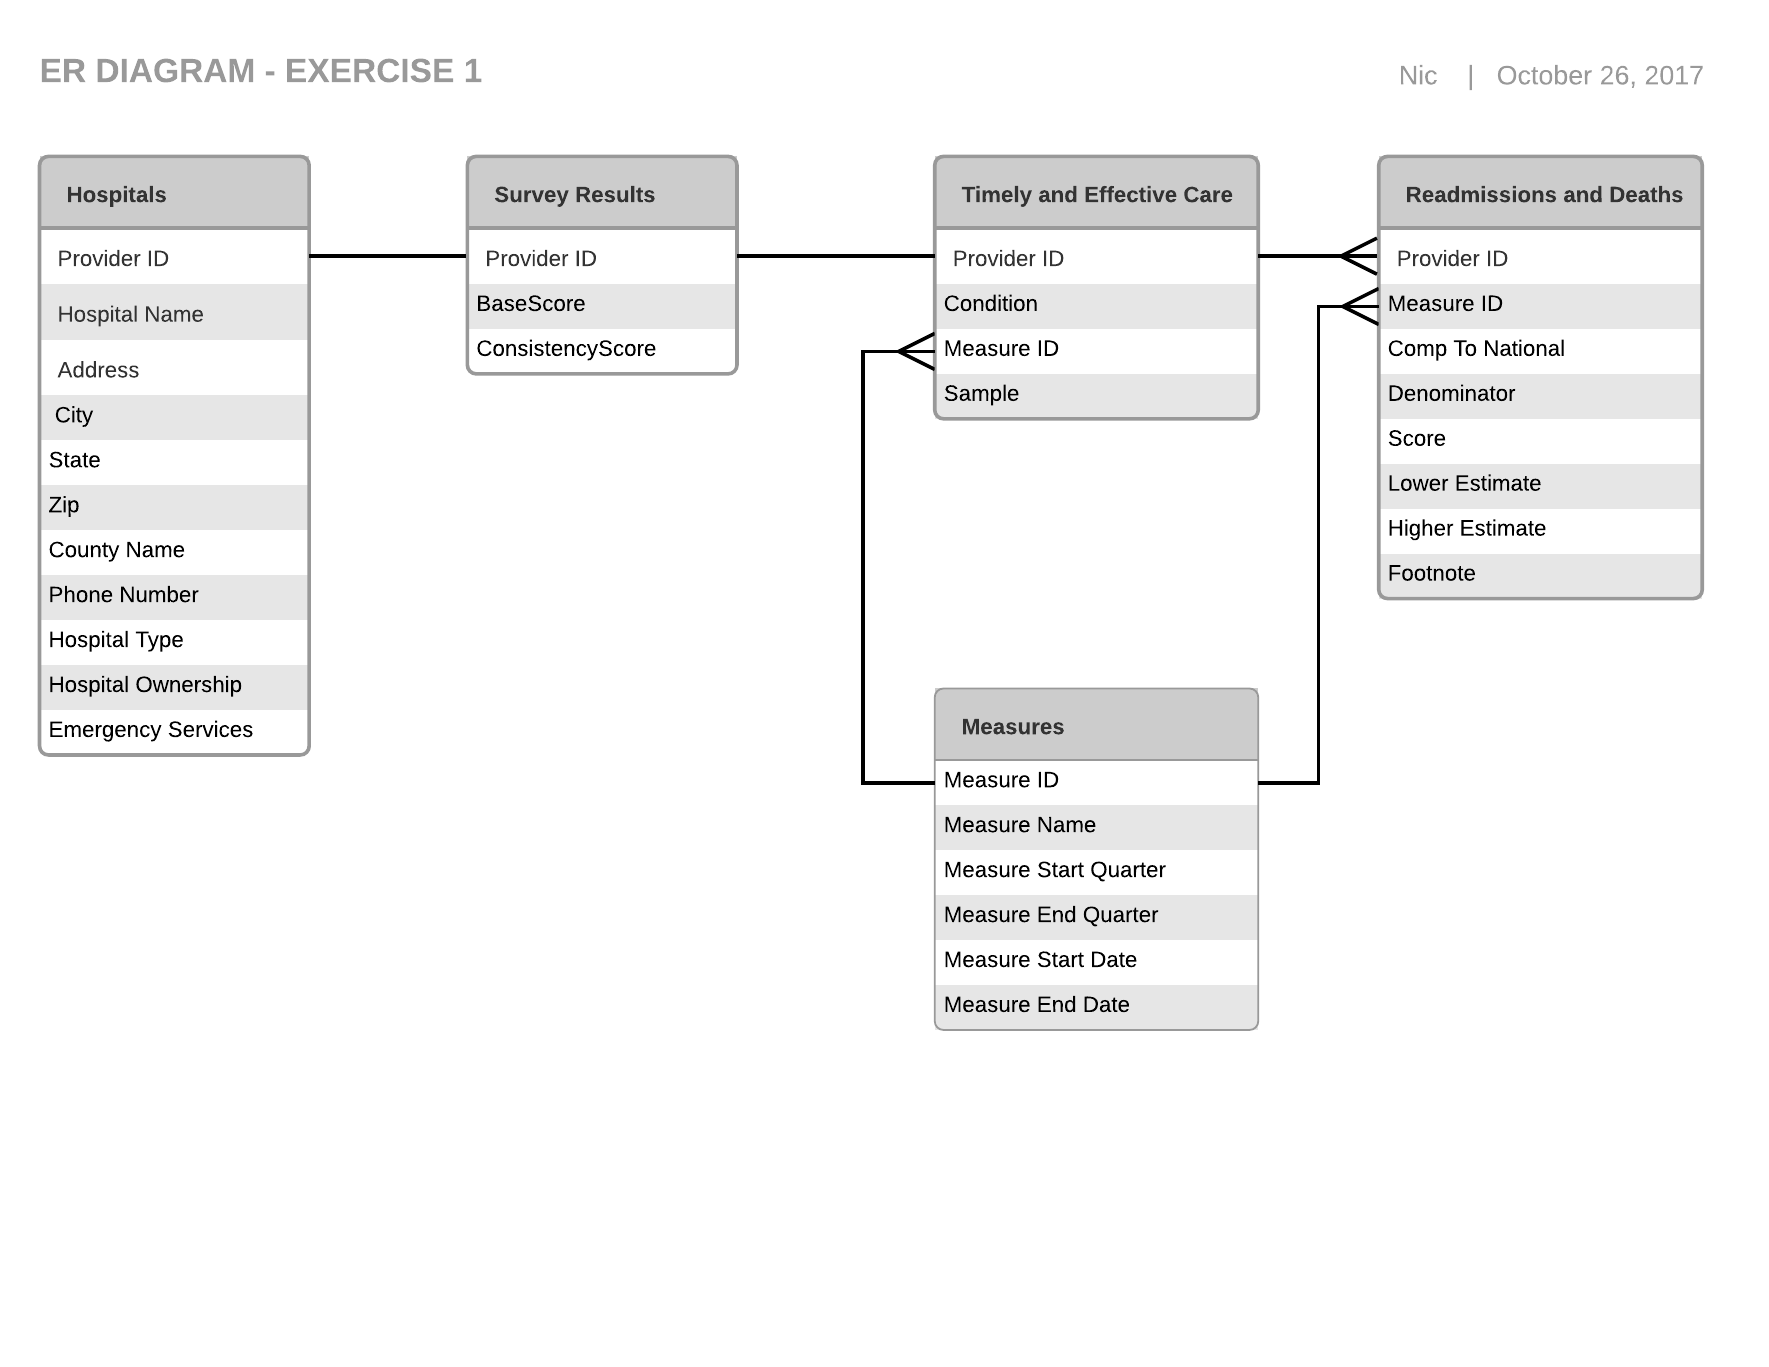 ER DIAGRAM - EXERCISE 1
Nic | October 26, 2017
Hospitals
Provider ID
Hospital Name
Address
City
State
Zip
County Name
Phone Number
Hospital Type
Hospital Ownership
Emergency Services
Survey Results
Provider ID
BaseScore
ConsistencyScore
Timely and Effective Care
Provider ID
Condition
Measure ID
Sample
Readmissions and Deaths
Provider ID
Measure ID
Comp To National
Denominator
Score
Lower Estimate
Higher Estimate
Footnote
Measures
Measure ID
Measure Name
Measure Start Quarter
Measure End Quarter
Measure Start Date
Measure End Date